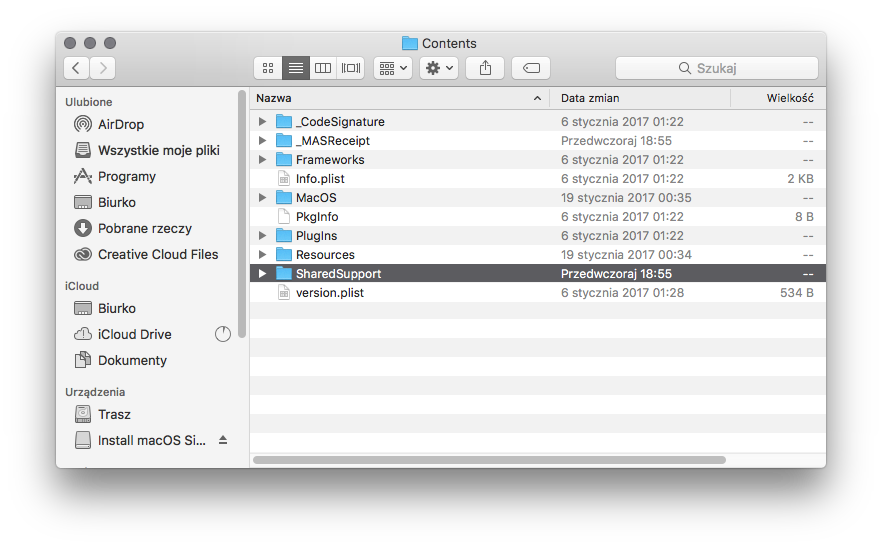 Contents
Szukaj
Ulubione
AirDrop
Wszystkie moje pliki
Programy
Biurko
Pobrane rzeczy
Creative Cloud Files
iCloud
Biurko
iCloud Drive
Dokumenty
Urządzenia
Trasz
Install macOS Si...
Nazwa Data zmian Wielkość
_CodeSignature 6 stycznia 2017 01:22 --
_MASReceipt Przedwczoraj 18:55 --
Frameworks 6 stycznia 2017 01:22 --
Info.plist 6 stycznia 2017 01:22 2 KB
MacOS 19 stycznia 2017 00:35 --
PkgInfo 6 stycznia 2017 01:22 8 B
PlugIns 6 stycznia 2017 01:22 --
Resources 19 stycznia 2017 00:34 --
SharedSupport Przedwczoraj 18:55 --
version.plist 6 stycznia 2017 01:28 534 B